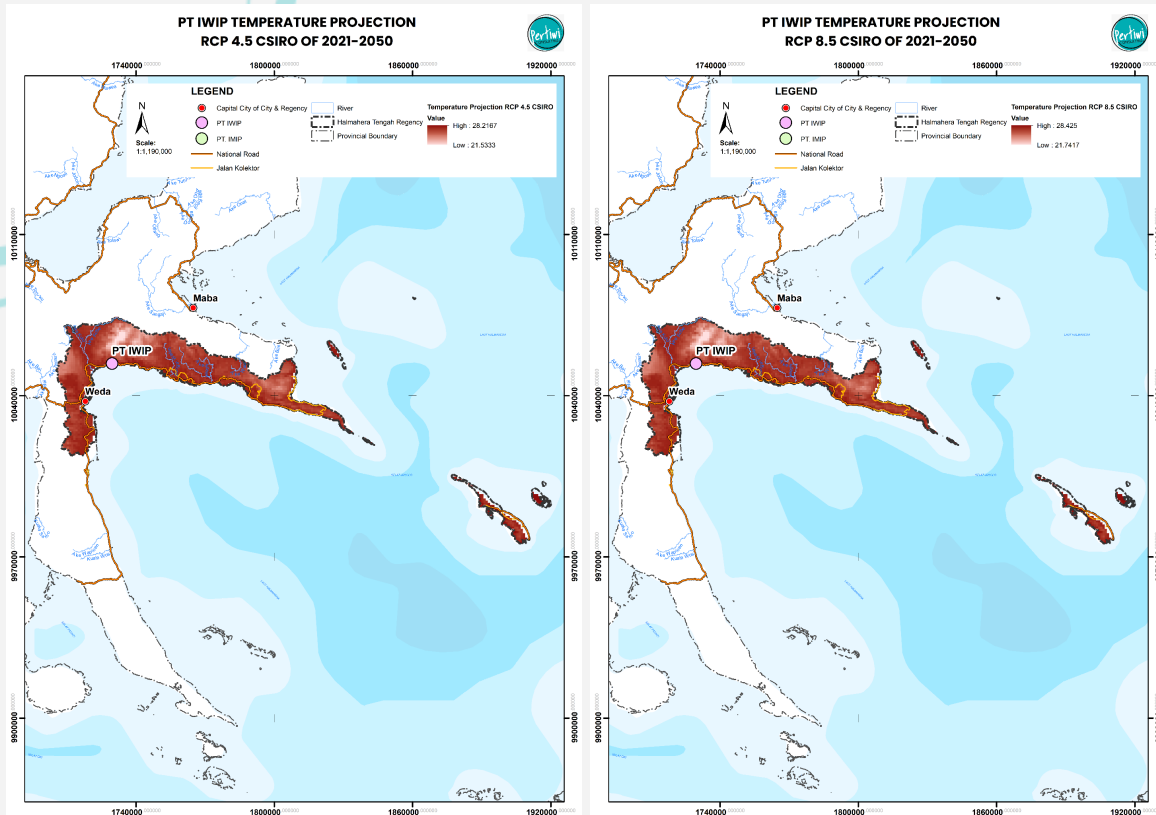 PT IWIP TEMPERATURE PROJECTION
RCP 4.5 CSIRO OF 2021-2050
Pertiwi
1740000
1800000
1860000
1920000
LEGEND
N
Scale:
1:1,190,000
Capital City of City & Regency
PT IWIP
PT. IMIP
National Road
Jalan Kolektor
River
Halmahera Tengah Regency
Provincial Boundary
Temperature Projection RCP 4.5 CSIRO
Value
High : 28.2167
Low : 21.5333
10110000
10040000
9970000
9900000
Maba
PT IWIP
Weda
1740000
1800000
1860000
1920000
PT IWIP TEMPERATURE PROJECTION
RCP 8.5 CSIRO OF 2021-2050
Pertiwi
1740000
1800000
1860000
1920000
LEGEND
N
Scale:
1:1,190,000
Capital City of City & Regency
PT IWIP
PT. IMIP
National Road
Jalan Kolektor
River
Halmahera Tengah Regency
Provincial Boundary
Temperature Projection RCP 8.5 CSIRO
Value
High : 28.425
Low : 21.7417
10110000
10040000
9970000
9900000
Maba
PT IWIP
Weda
1740000
1800000
1860000
1920000